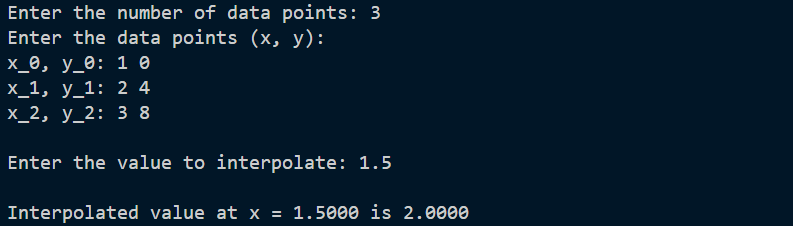 Enter the number of data points: 3
Enter the data points (x, y):
x_0, y_0: 1 0
x_1, y_1: 2 4
x_2, y_2: 3 8
Enter the value to interpolate: 1.5
Interpolated value at x = 1.5000 is 2.0000